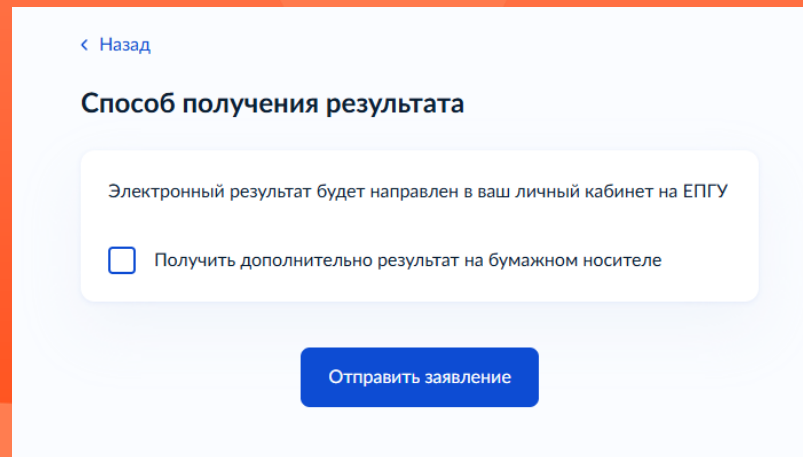 Назад
Способ получения результата
Электронный результат будет направлен в ваш личный кабинет на ЕПГУ
Получить дополнительно результат на бумажном носителе
Отправить заявление